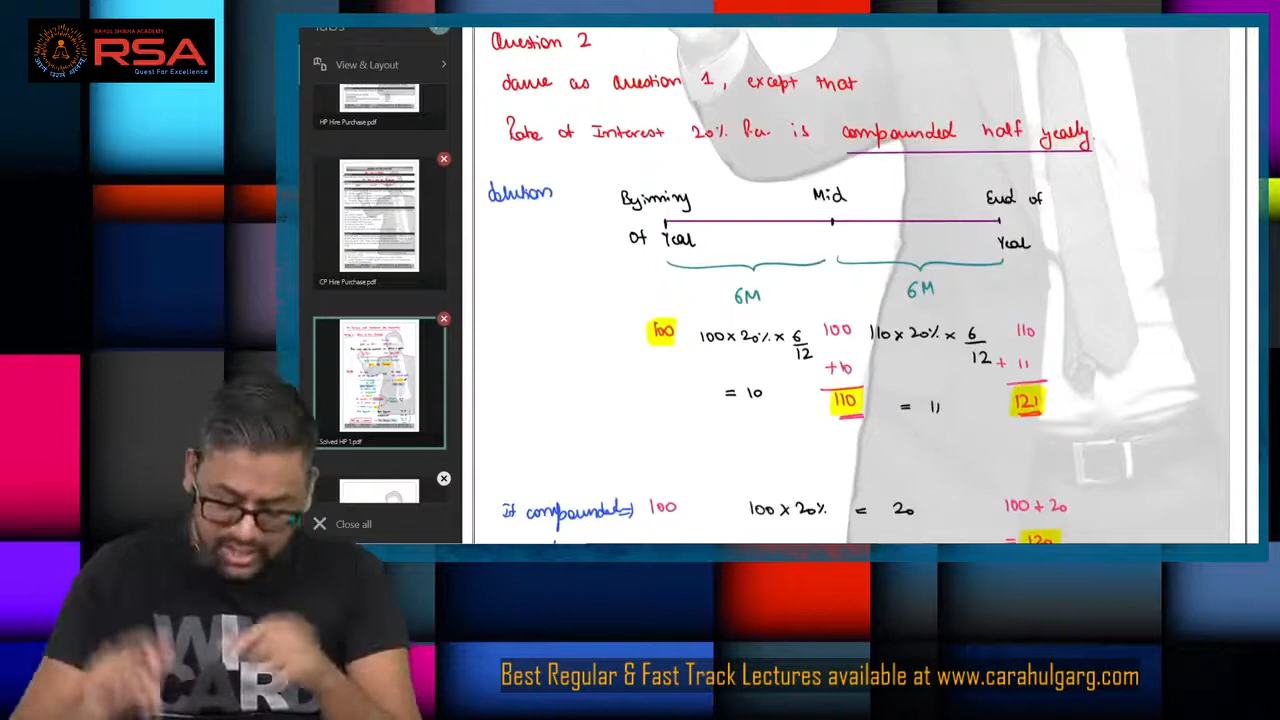 RAHUL SHIKHA ACADEMY
RSA
Quest For Excellence
View & Layout
HP Hire Purchase.pdf
CP Hire Purchase.pdf
Solved HP 1.pdf
Close all
Question 2
Same as Question 1, except that
Rate of Interest 20% P.a. is compounded half yearly.
Solution
Beginning Mid End of
Of Year Year
6M 6M
100 100 x 20% x 6/12 100 110 x 20% x 6/12 110
+10 + 11
= 10 110 = 11 121
If compounded 100 100 x 20% = 20 100 + 20
= 120
Best Regular & Fast Track Lectures available at www.carahulgarg.com